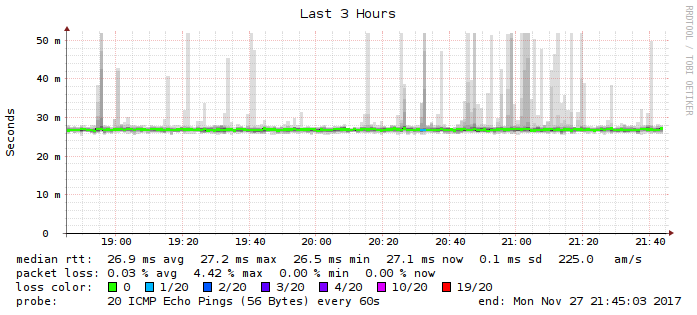 Last 3 Hours
RRDTOOL / TOBI OETIKER
Seconds
50 m
40 m
30 m
20 m
10 m
0
19:00 19:20 19:40 20:00 20:20 20:40 21:00 21:20 21:40
median rtt: 26.9 ms avg 27.2 ms max 26.5 ms min 27.1 ms now 0.1 ms sd 225.0 am/s
packet loss: 0.03 % avg 4.42 % max 0.00 % min 0.00 % now
loss color: 0 1/20 2/20 3/20 4/20 10/20 19/20
probe: 20 ICMP Echo Pings (56 Bytes) every 60s end: Mon Nov 27 21:45:03 2017